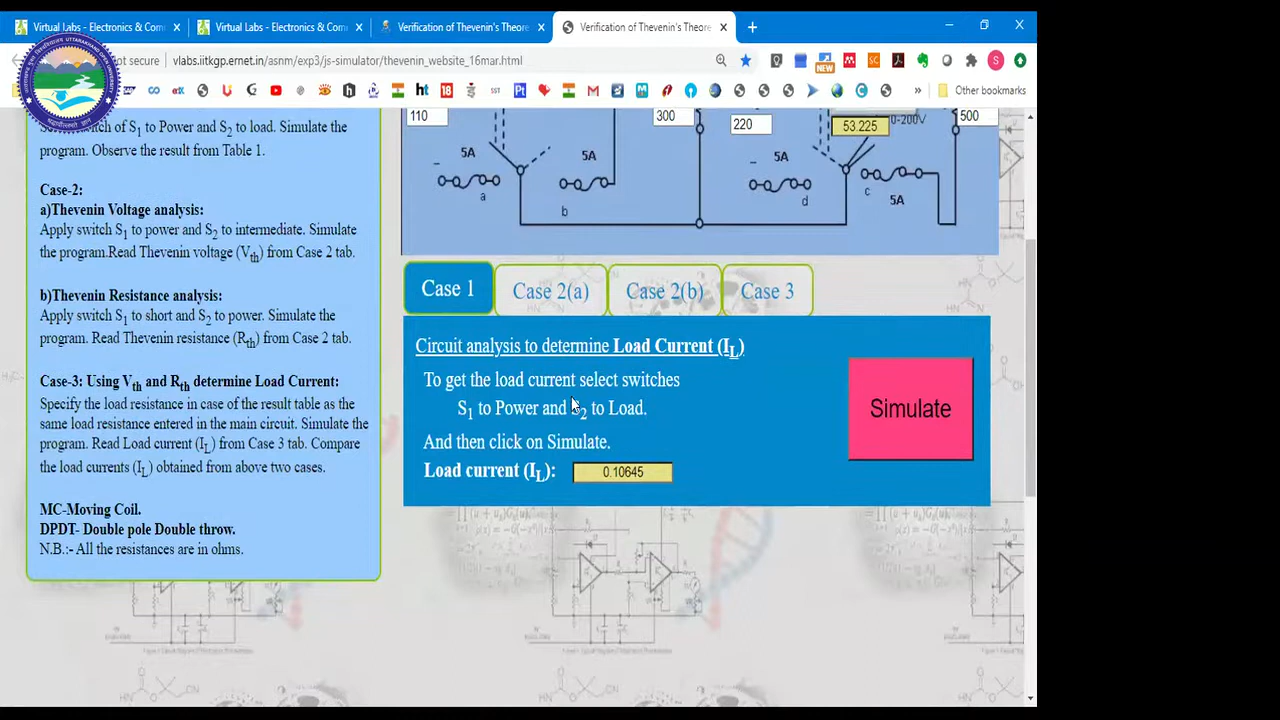 Virtual Labs - Electronics & Com
Virtual Labs - Electronics & Com
Verification of Thevenin's Theore
Verification of Thevenin's Theore
ot secure
vlabs.iitkgp.ernet.in/asnm/exp3/js-simulator/thevenin_website_16mar.html
Other bookmarks
switch of S1 to Power and S2 to load. Simulate the
program. Observe the result from Table 1.
Case-2:
a)Thevenin Voltage analysis:
Apply switch S1 to power and S2 to intermediate. Simulate
the program.Read Thevenin voltage (Vth) from Case 2 tab.
b)Thevenin Resistance analysis:
Apply switch S1 to short and S2 to power. Simulate the
program. Read Thevenin resistance (Rth) from Case 2 tab.
Case-3: Using Vth and Rth determine Load Current:
Specify the load resistance in case of the result table as the
same load resistance entered in the main circuit. Simulate the
program. Read Load current (IL) from Case 3 tab. Compare
the load currents (IL) obtained from above two cases.
MC-Moving Coil.
DPDT- Double pole Double throw.
N.B.:- All the resistances are in ohms.
110
300
220
53.225
0-200V
500
5A
5A
5A
5A
a
b
d
c
Case 1
Case 2(a)
Case 2(b)
Case 3
Circuit analysis to determine Load Current (IL)
To get the load current select switches
S1 to Power and S2 to Load.
And then click on Simulate.
Load current (IL):
0.10645
Simulate